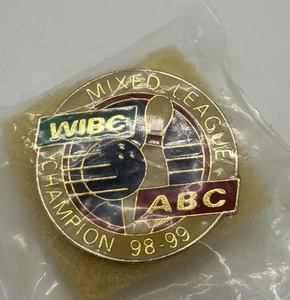 MIXED LEAGUE
WIBC
ABC
CHAMPION 98-99